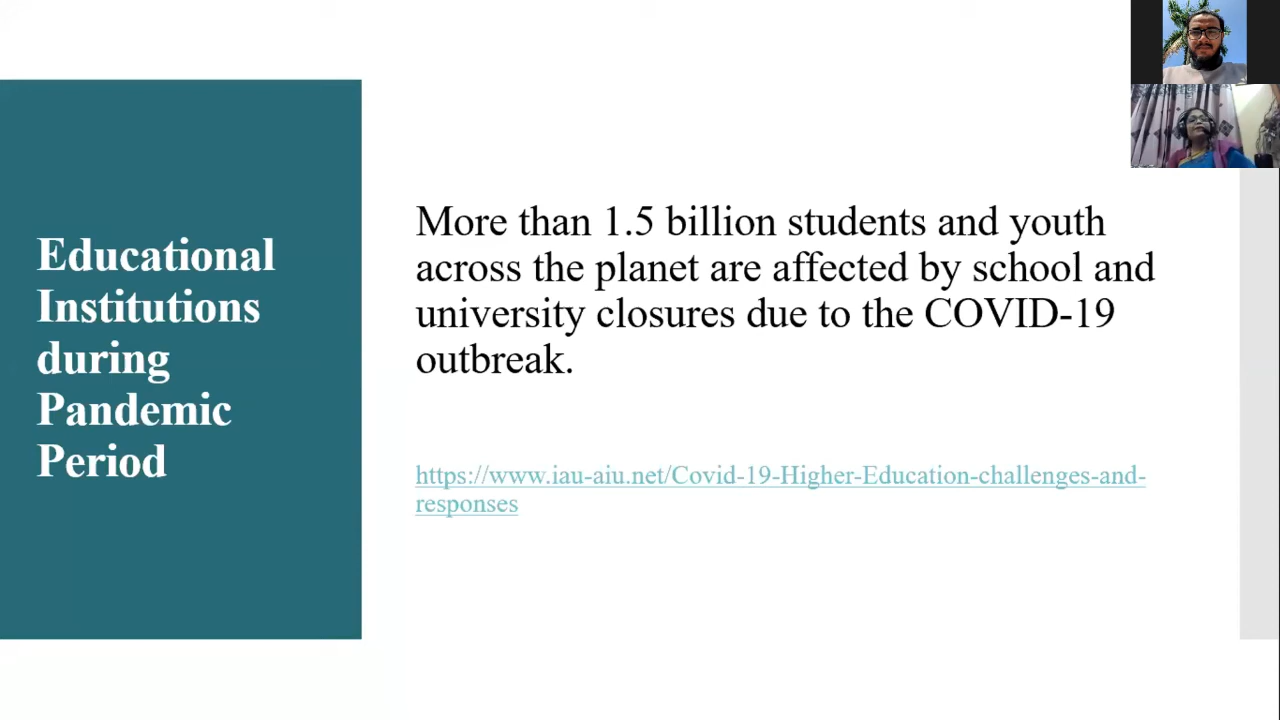 Educational
Institutions
during
Pandemic
Period
More than 1.5 billion students and youth
across the planet are affected by school and
university closures due to the COVID-19
outbreak.
https://www.iau-aiu.net/Covid-19-Higher-Education-challenges-and-
responses